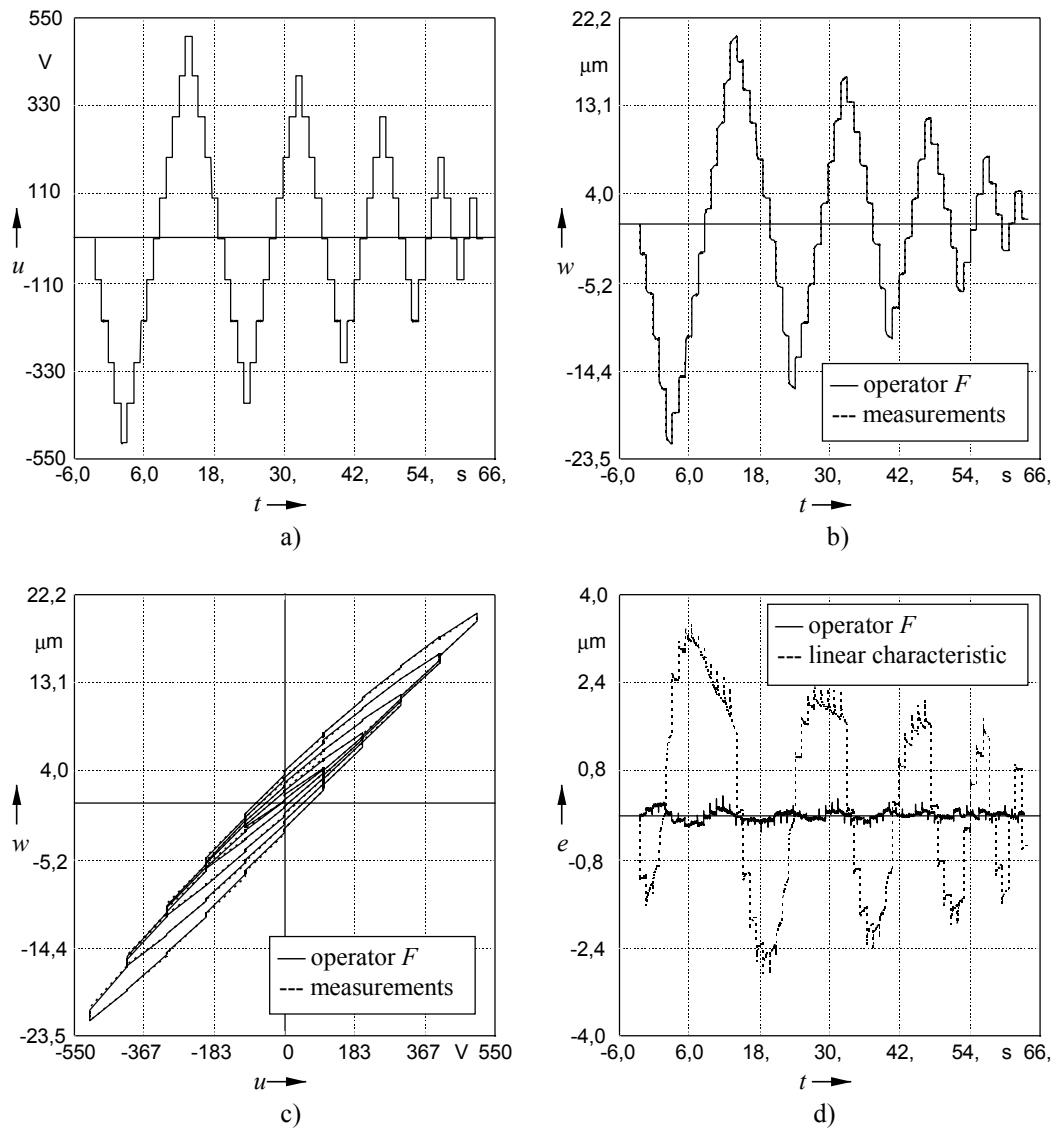 550
V
330
110
u
-110
-330
-550
-6,0 6,0 18, 30, 42, 54, s 66,
t
a)
22,2
µm
13,1
4,0
w
-5,2
-14,4
-23,5
operator F
measurements
-6,0 6,0 18, 30, 42, 54, s 66,
t
b)
22,2
µm
13,1
4,0
w
-5,2
-14,4
-23,5
operator F
measurements
-550 -367 -183 0 183 367 V 550
u
c)
4,0
µm
2,4
0,8
e
-0,8
-2,4
-4,0
operator F
linear characteristic
-6,0 6,0 18, 30, 42, 54, s 66,
t
d)